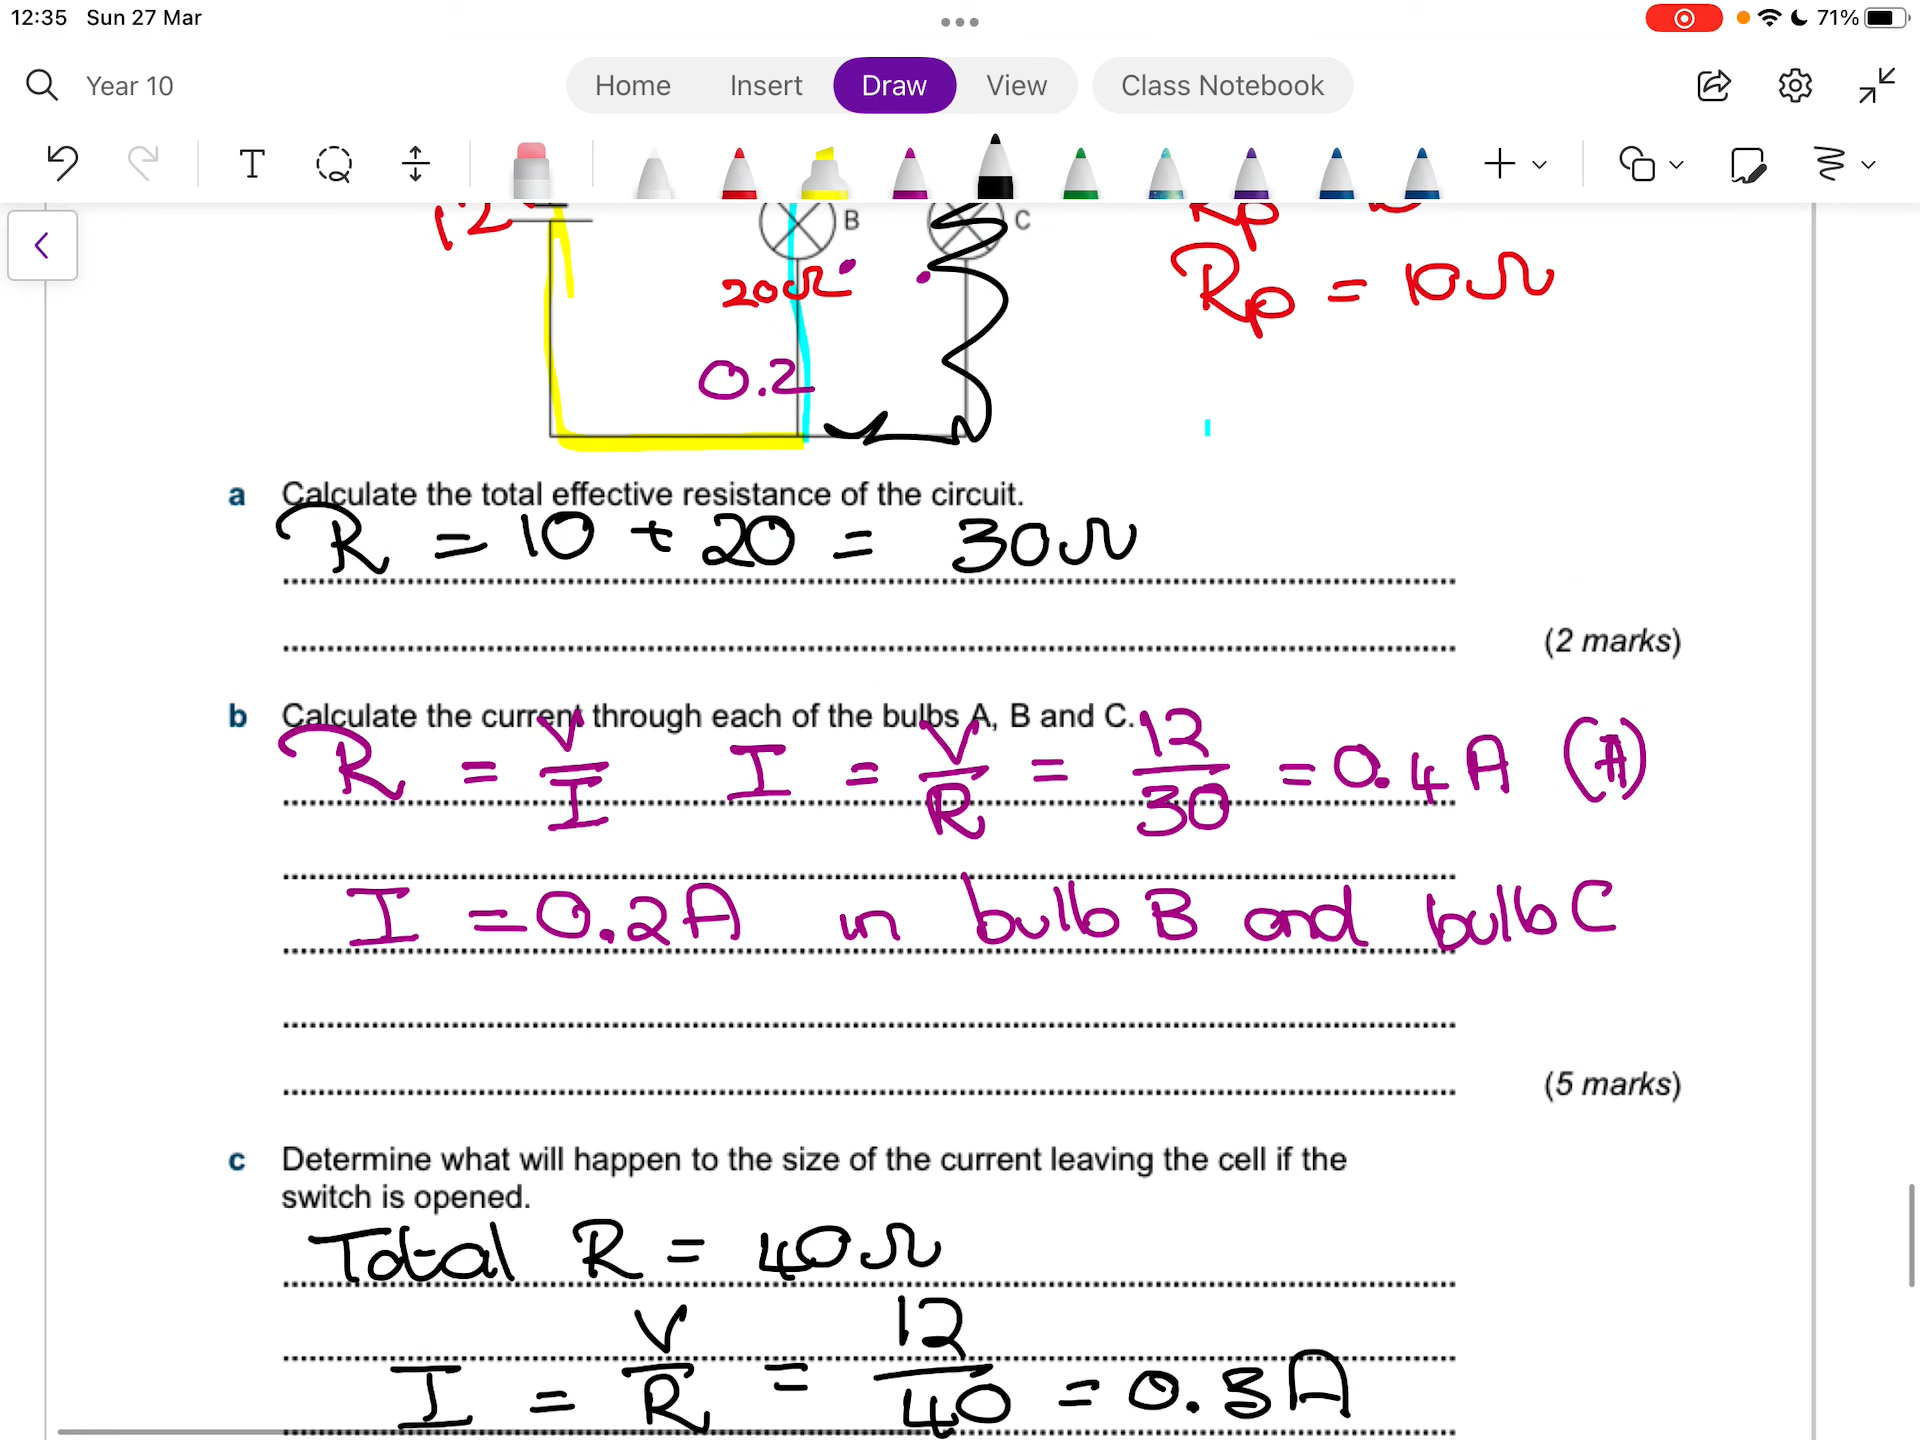 12:35 Sun 27 Mar
71%
Year 10
Home Insert Draw View Class Notebook
T
12
B
C
20Ω
Rp = 10Ω
0.2
a Calculate the total effective resistance of the circuit.
R = 10 + 20 = 30Ω
(2 marks)
b Calculate the current through each of the bulbs A, B and C.
R = V/I I = V/R = 12/30 = 0.4A (A)
I = 0.2A in bulb B and bulb C
(5 marks)
c Determine what will happen to the size of the current leaving the cell if the
switch is opened.
Total R = 40Ω
I = V/R = 12/40 = 0.3A